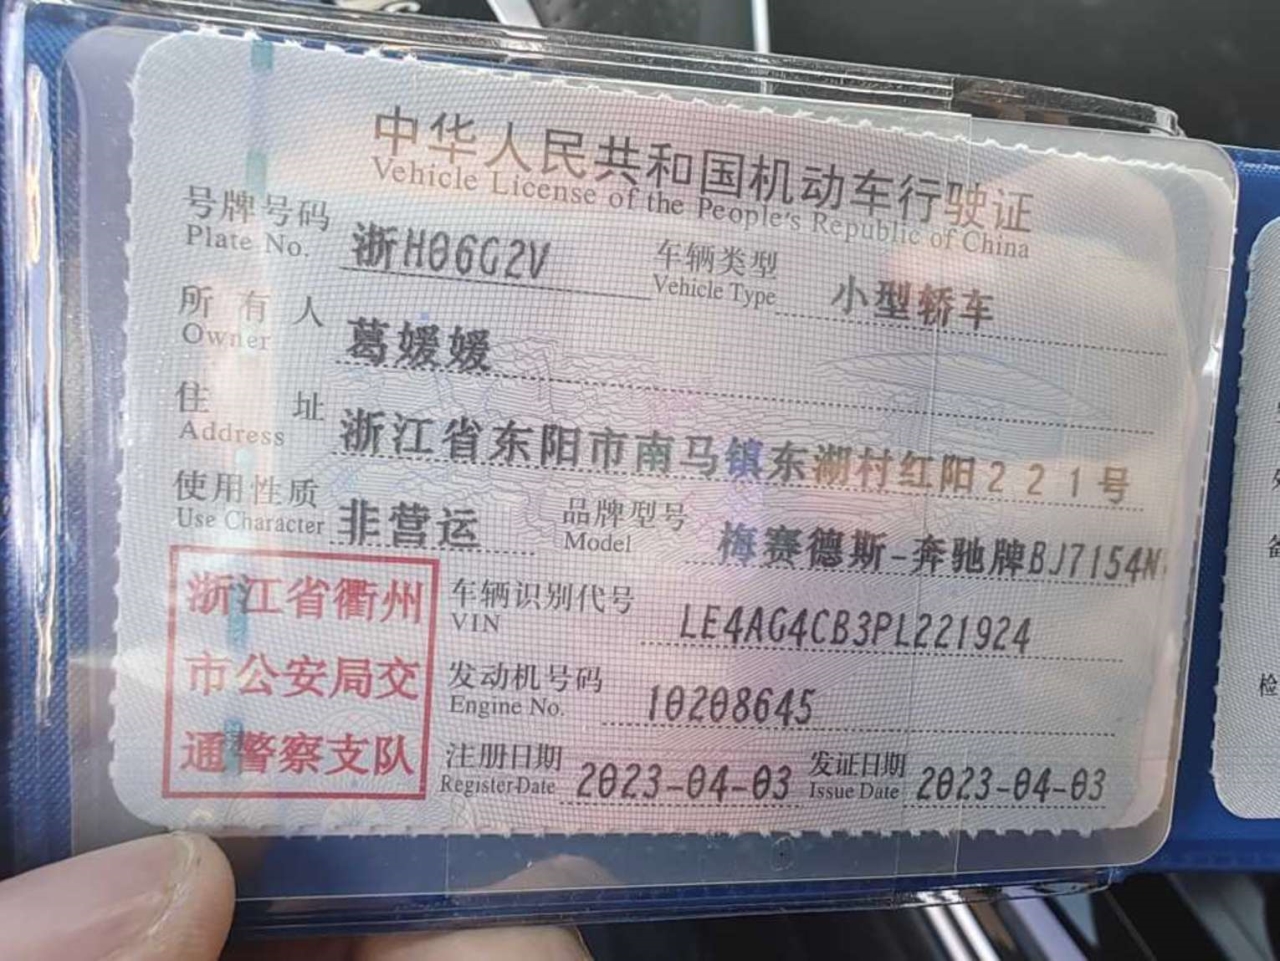 中华人民共和国机动车行驶证
Vehicle License of the People's Republic of China
号牌号码 浙H06G2V 车辆类型 小型轿车
Plate No. Vehicle Type
所有人 葛媛媛
Owner
住址 浙江省东阳市南马镇东湖村红阳221号
Address
使用性质 非营运 品牌型号 梅赛德斯-奔驰牌BJ7154N
Use Character Model
浙江省衢州
市公安局交
通警察支队
车辆识别代号 LE4AG4CB3PL221924
VIN
发动机号码 10208645
Engine No.
注册日期 2023-04-03 发证日期 2023-04-03
Register Date Issue Date
检